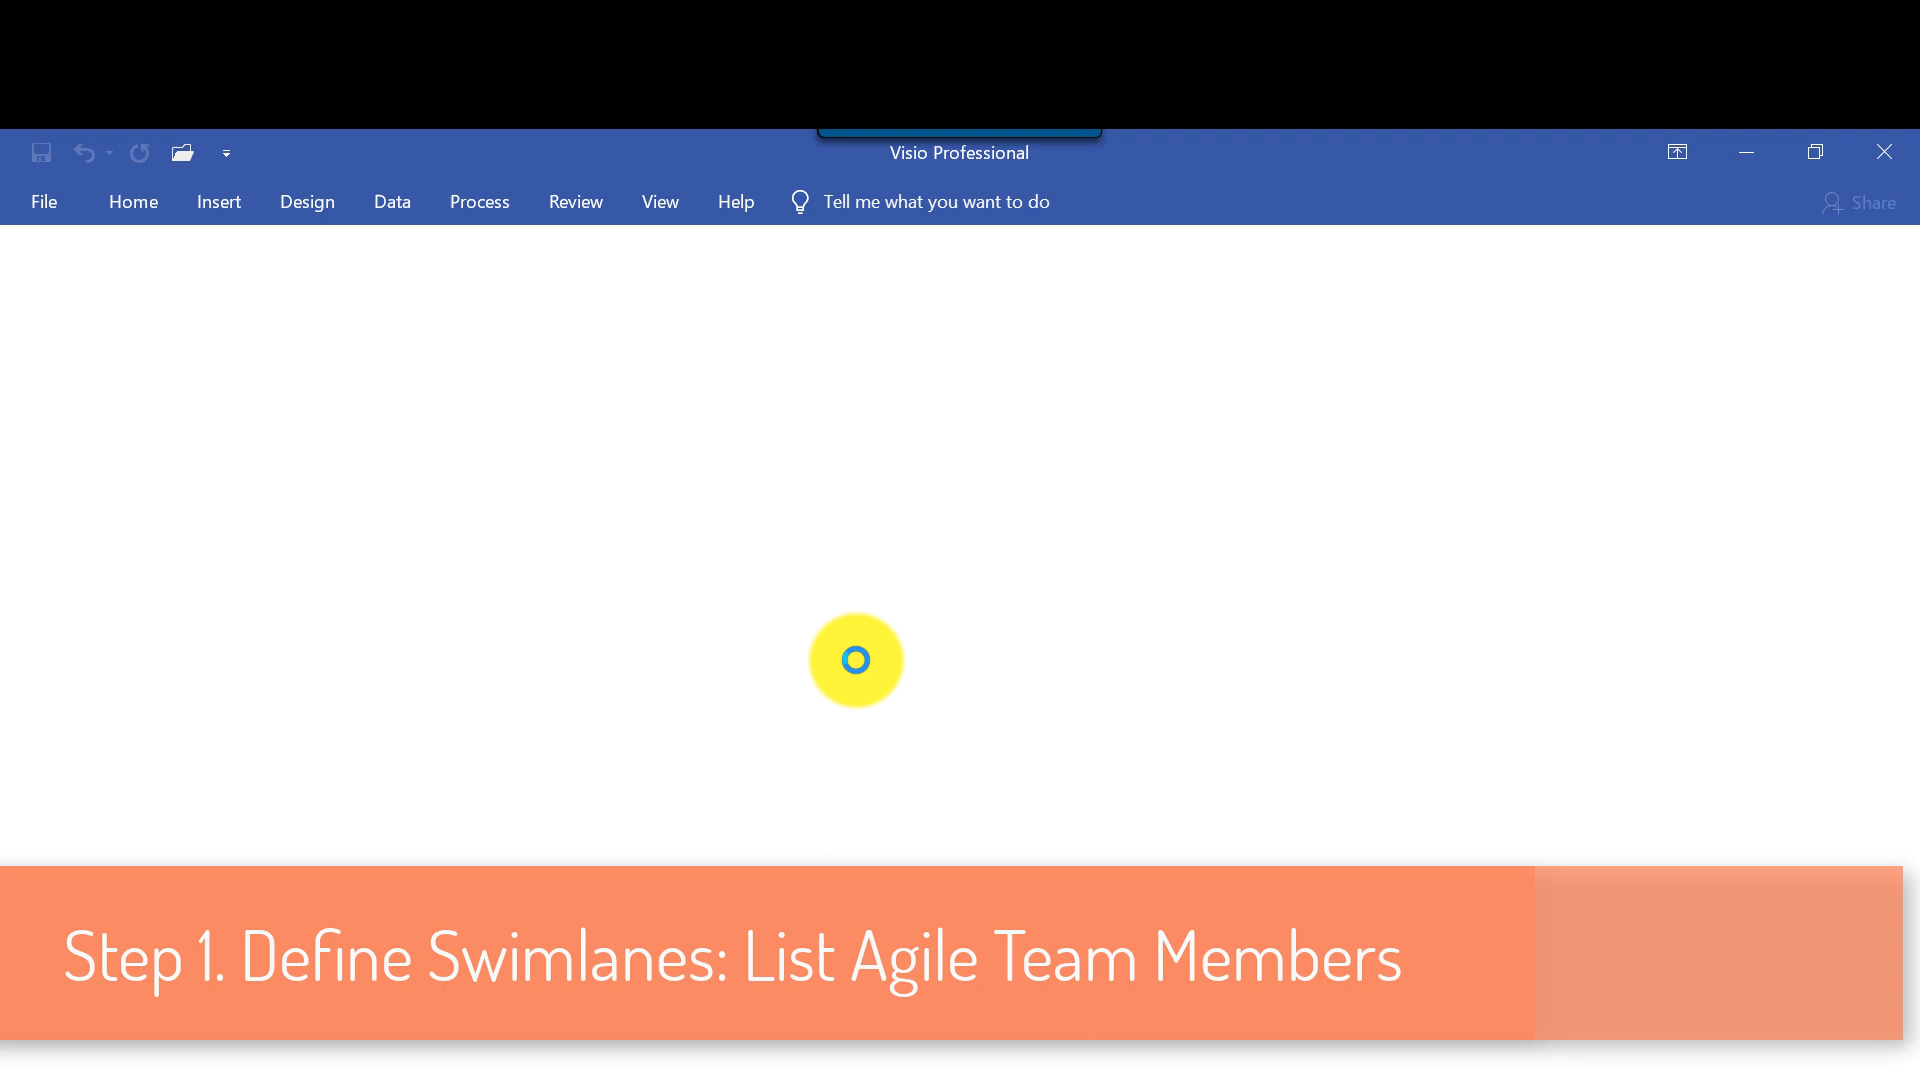 Visio Professional
File Home Insert Design Data Process Review View Help Tell me what you want to do Share
Step 1. Define Swimlanes: List Agile Team Members